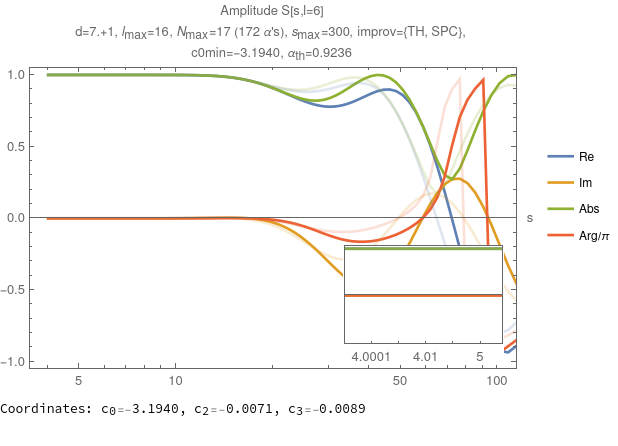 Amplitude S[s,l=6]
d=7.+1, lmax=16, Nmax=17 (172 α's), smax=300, improv={TH, SPC},
c0min=−3.1940, αth=0.9236
1.0
0.5
0.0
−0.5
−1.0
s
Re
Im
Abs
Arg/π
4.0001 4.01 5
5 10 50 100
Coordinates: c0=−3.1940, c2=−0.0071, c3=−0.0089